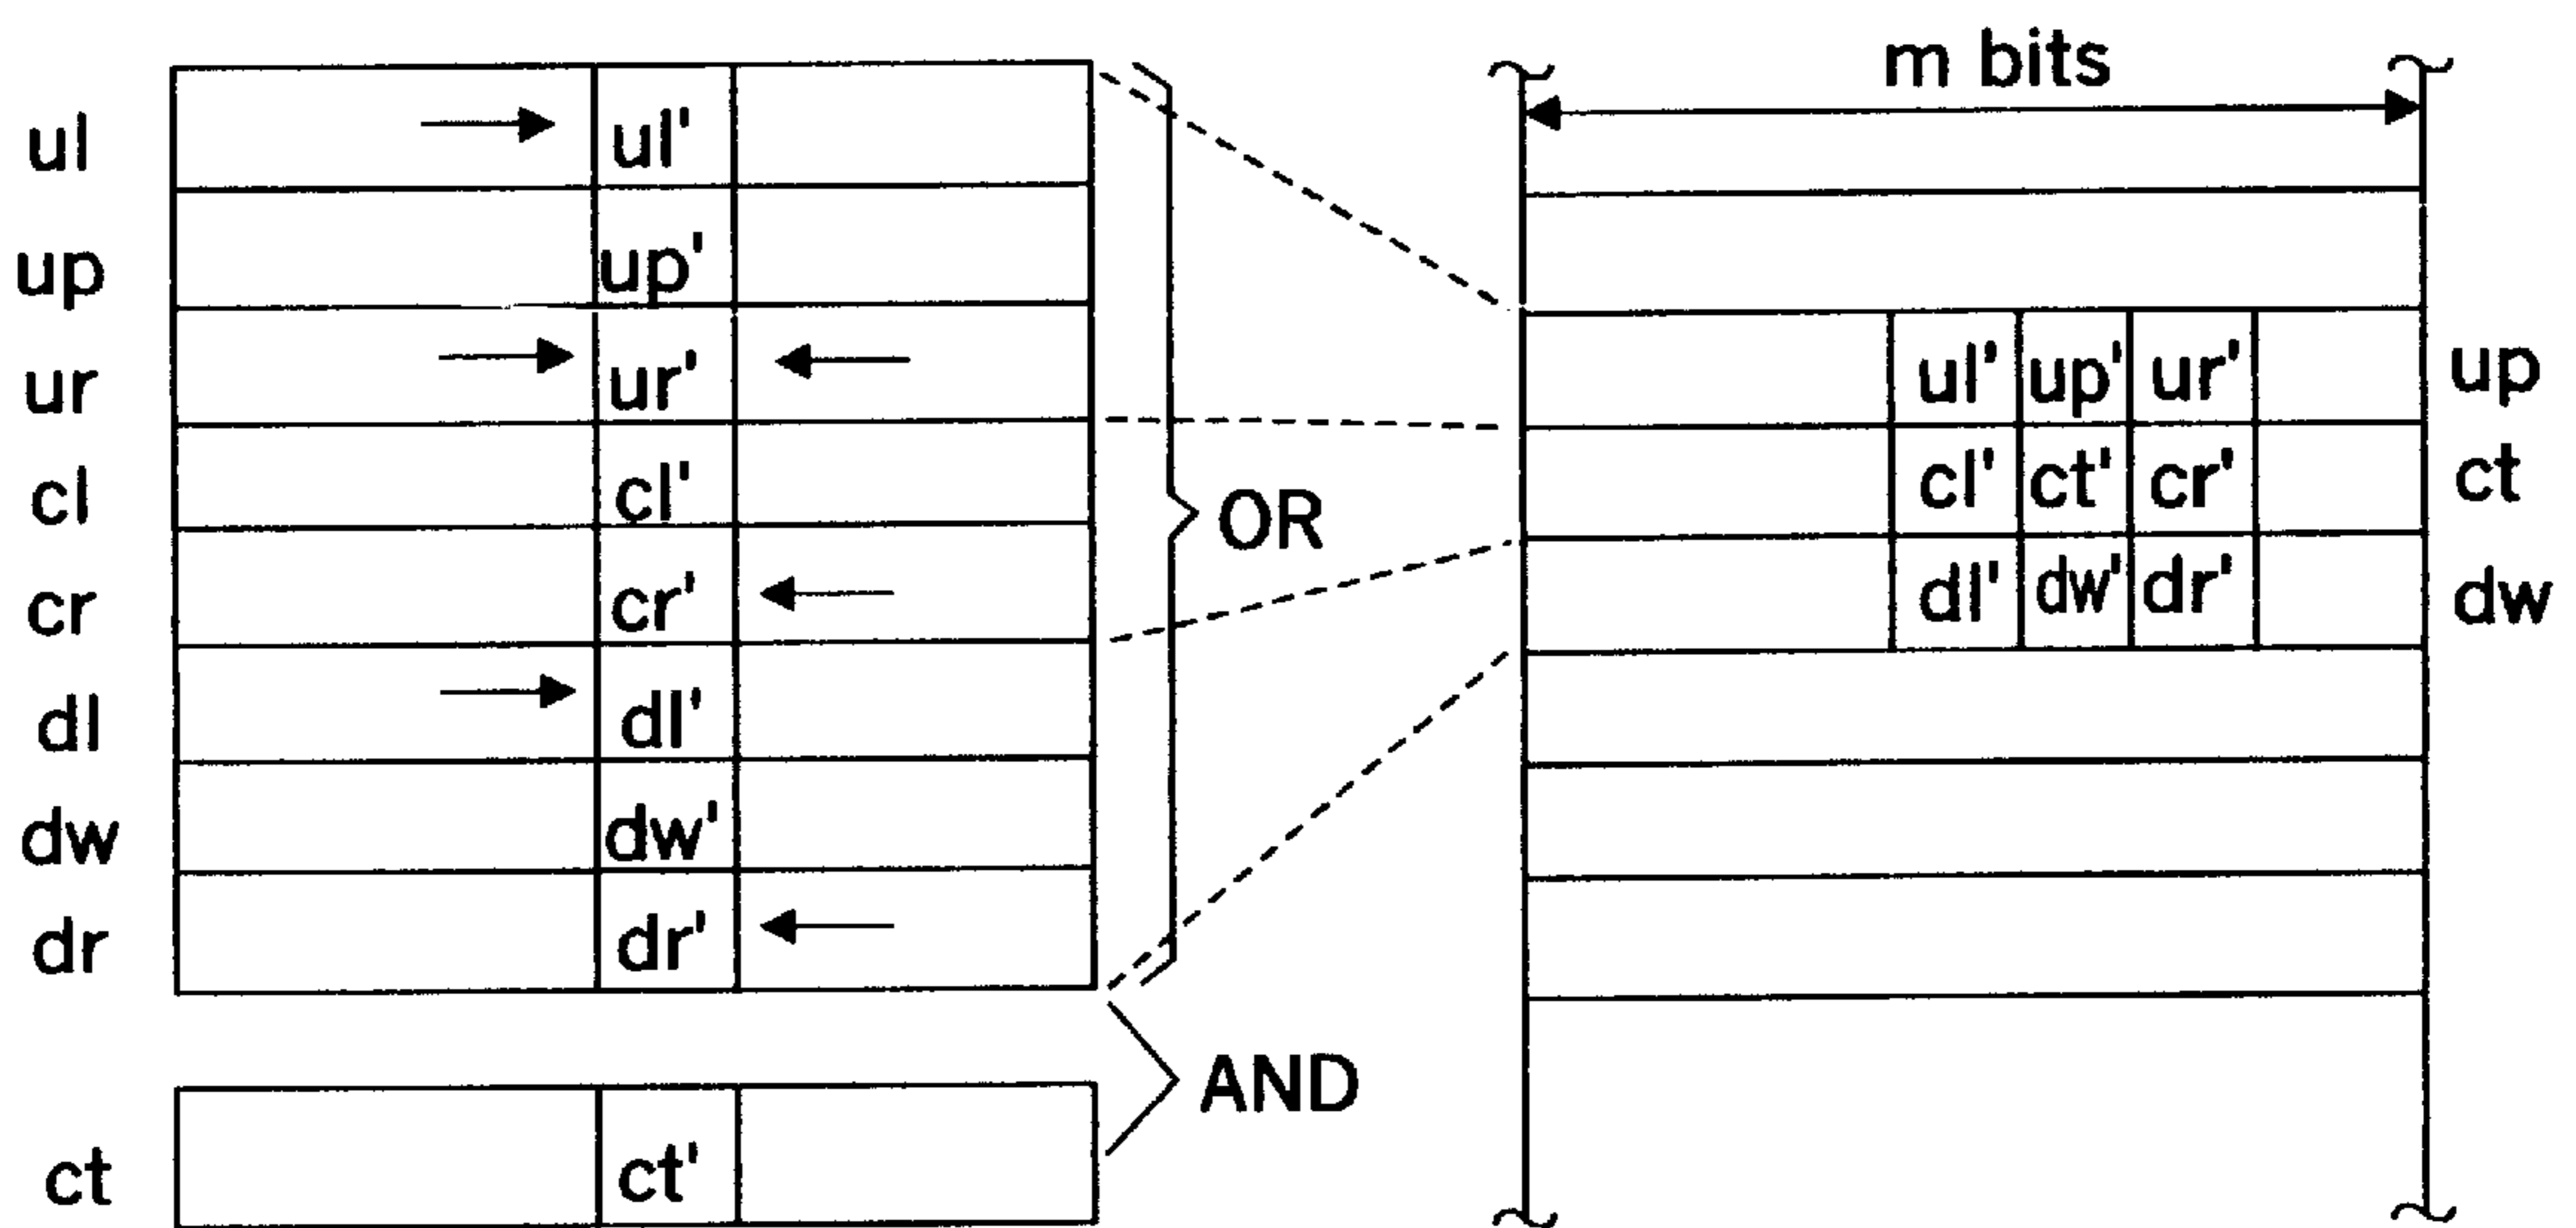 m bits
ul ul'
up up'
ur ur'
cl cl'
cr cr'
dl dl'
dw dw'
dr dr'
OR
ul' up' ur' up
cl' ct' cr' ct
dl' dw' dr' dw
AND
ct ct'